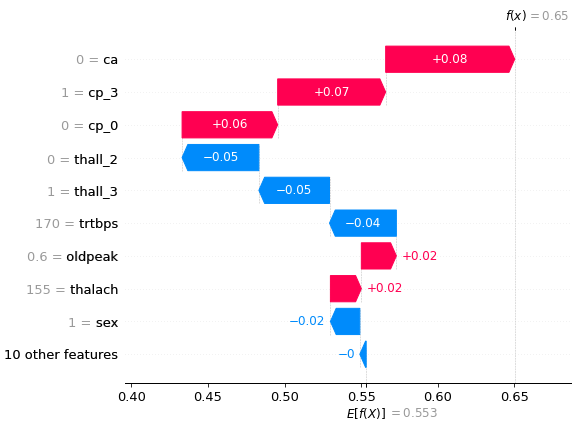 f(x) = 0.65
0 = ca
+0.08
1 = cp_3
+0.07
0 = cp_0
+0.06
0 = thall_2
−0.05
1 = thall_3
−0.05
170 = trtbps
−0.04
0.6 = oldpeak
+0.02
155 = thalach
+0.02
1 = sex
−0.02
10 other features
−0
0.40 0.45 0.50 0.55 0.60 0.65
E[f(X)] = 0.553